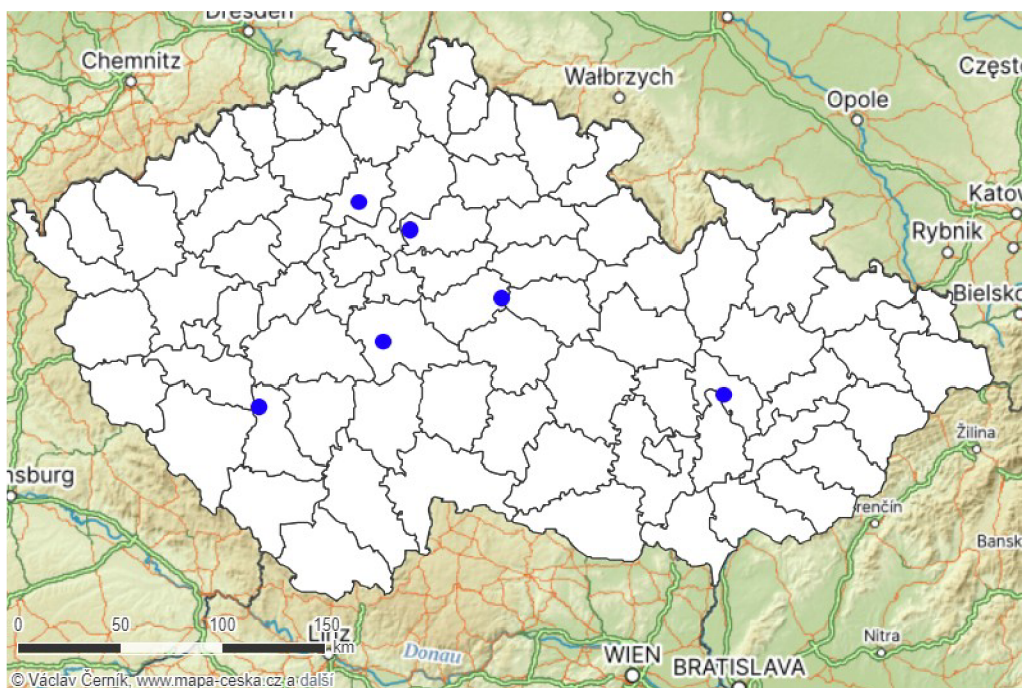 Dresden
Chemnitz
Wałbrzych
Często
Opole
Katow
Rybnik
Bielsko
Žilina
nsburg
renčín
Bansk
0 50 100 150
km
Linz
Donau
Nitra
WIEN
BRATISLAVA
© Václav Černík, www.mapa-ceska.cz a další